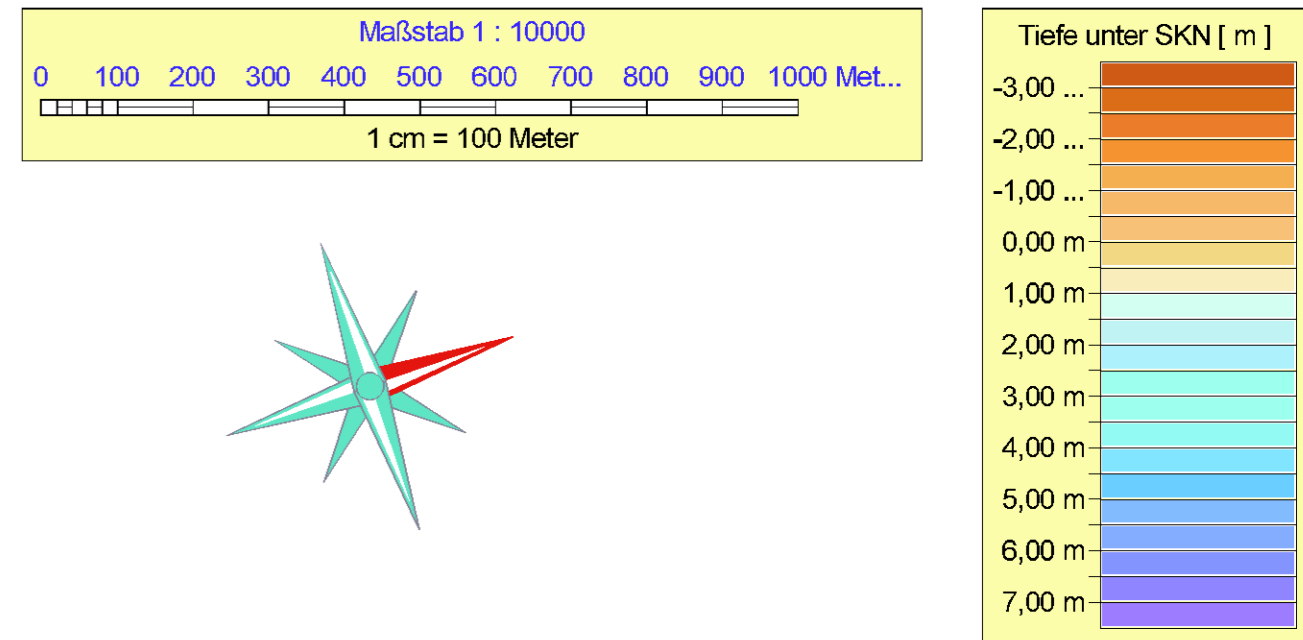 Maßstab 1 : 10000
0 100 200 300 400 500 600 700 800 900 1000 Met...
1 cm = 100 Meter
Tiefe unter SKN [ m ]
-3,00 ...
-2,00 ...
-1,00 ...
0,00 m
1,00 m
2,00 m
3,00 m
4,00 m
5,00 m
6,00 m
7,00 m